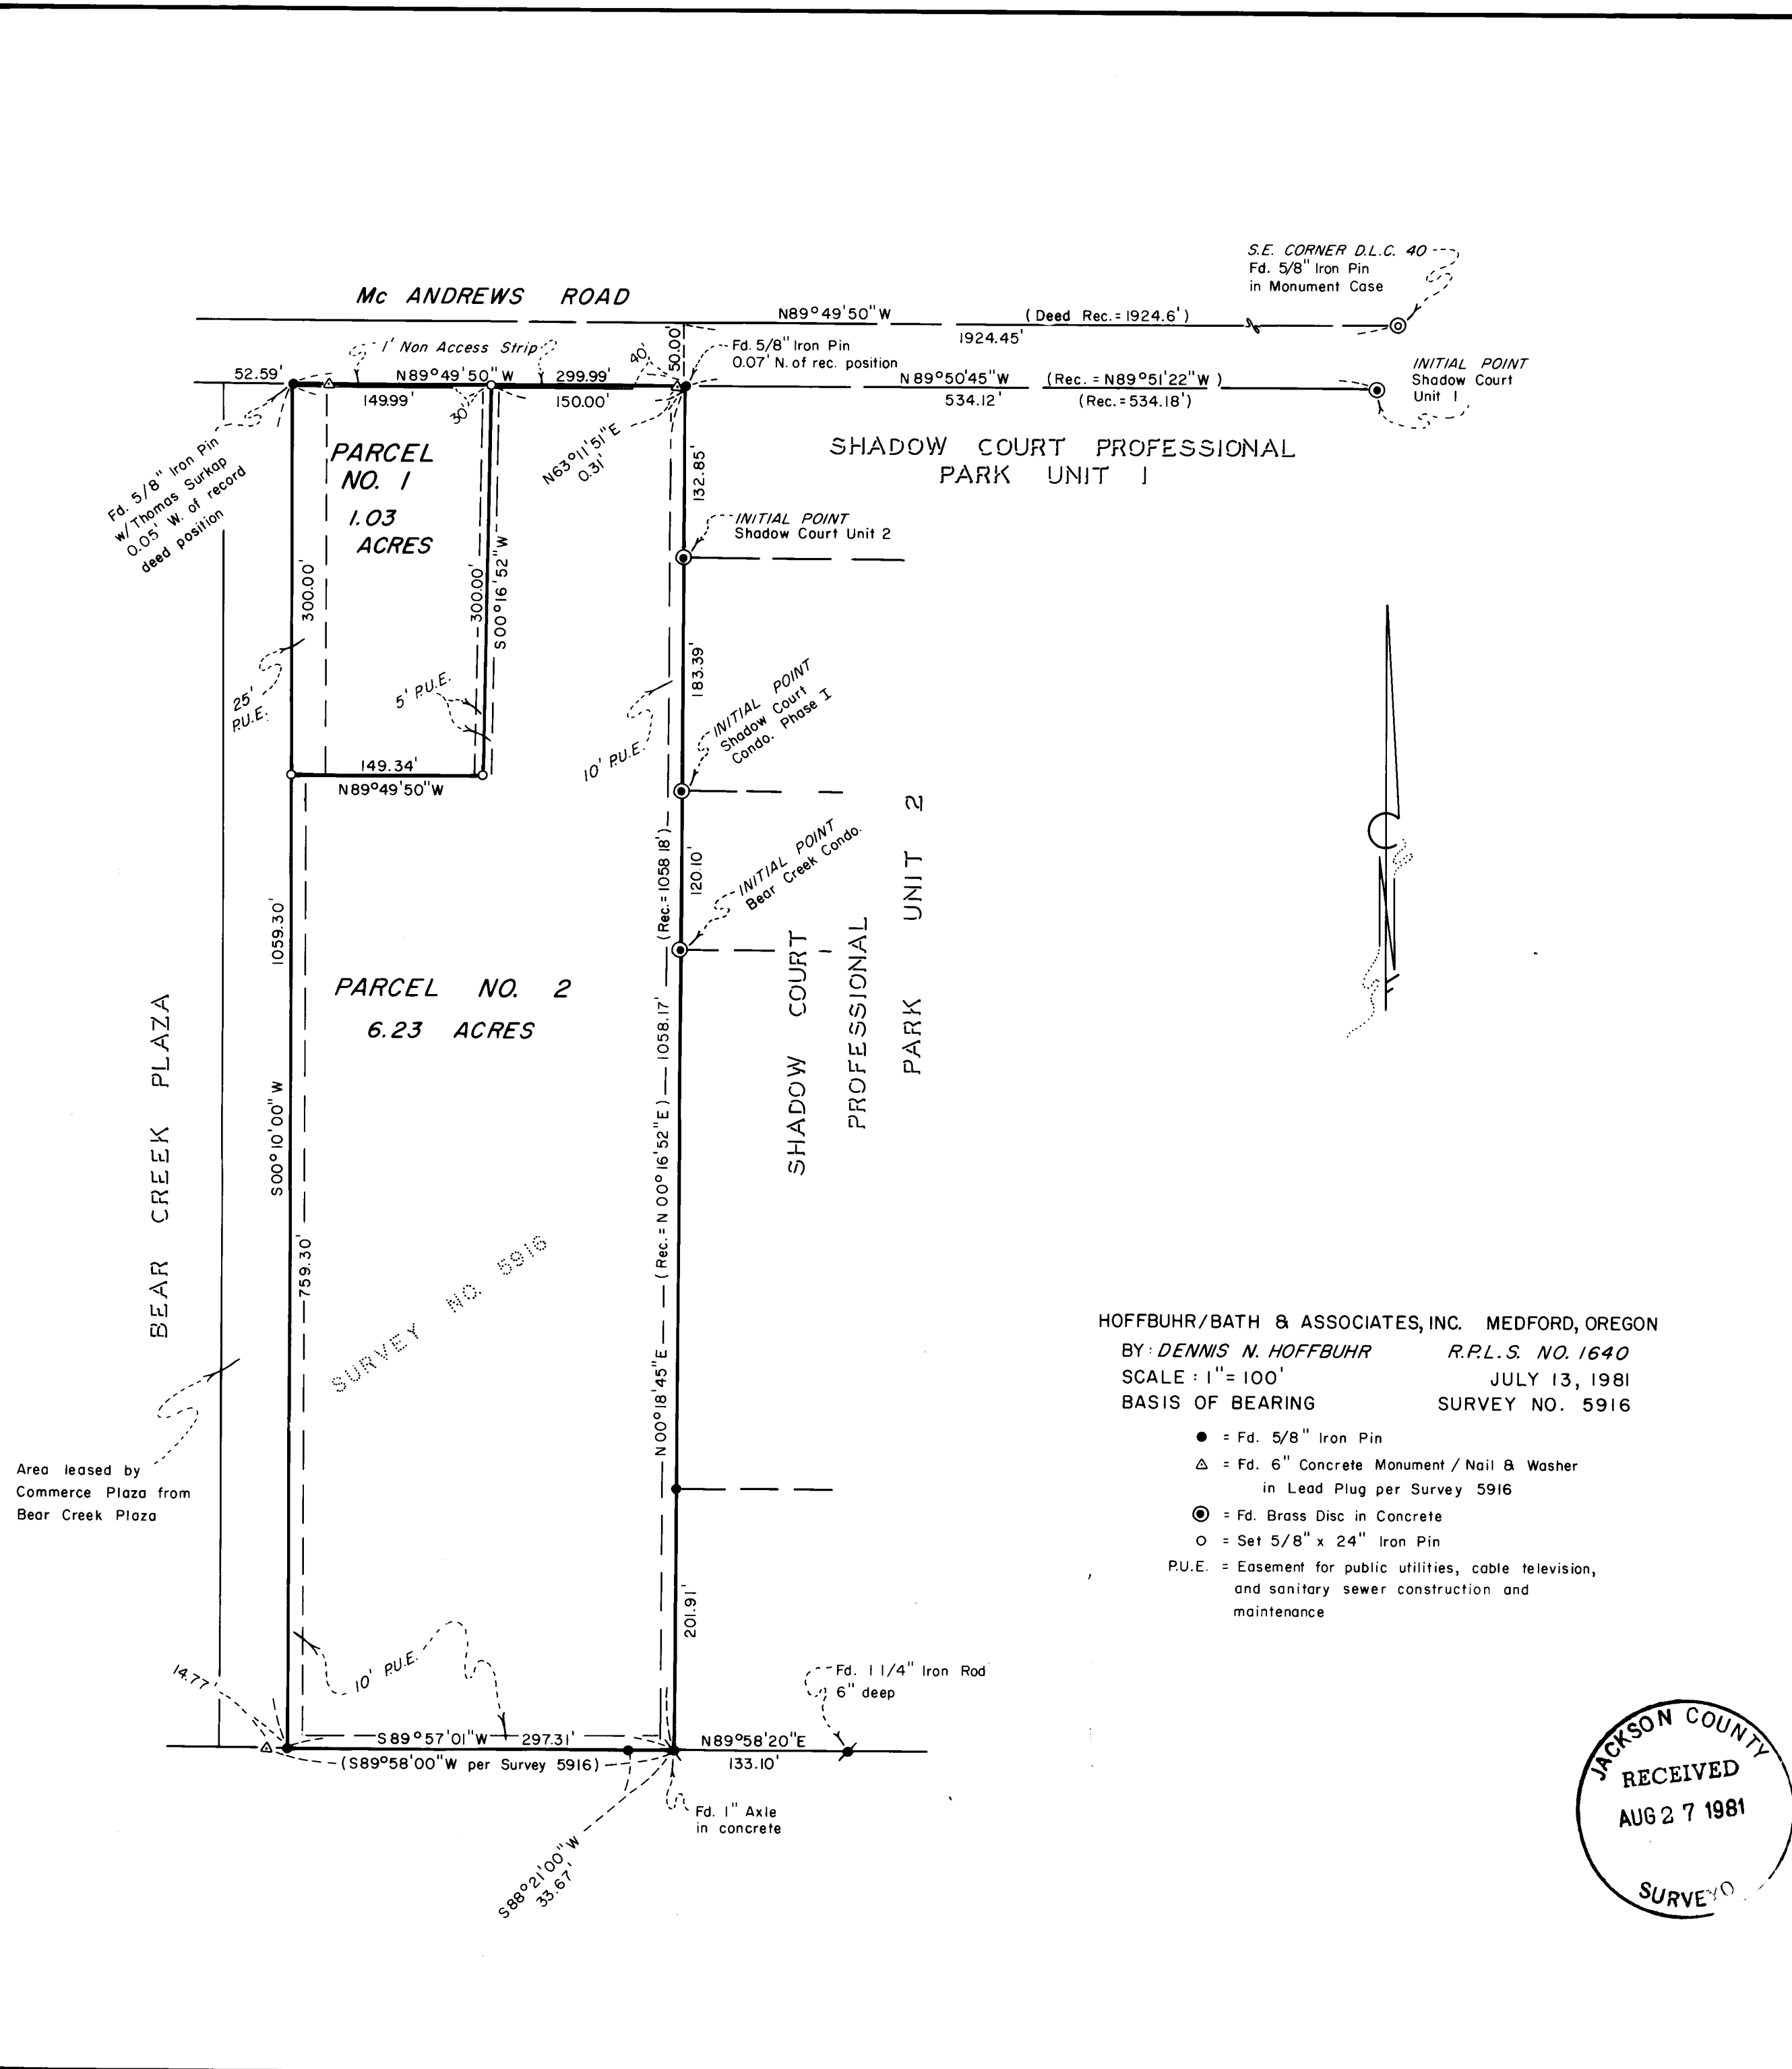 S.E. CORNER D.L.C. 40
Fd. 5/8" Iron Pin
in Monument Case
Mc ANDREWS ROAD
N89°49'50"W
( Deed Rec.= 1924.6' )
1924.45'
1' Non Access Strip
40'
50.00'
Fd. 5/8" Iron Pin
0.07' N. of rec. position
INITIAL POINT
Shadow Court
Unit 1
52.59'
N89°49'50"W
299.99'
149.99'
30'
150.00'
N 89°50'45"W
(Rec. = N89°51'22"W )
534.12'
(Rec.=534.18')
Fd. 5/8" Iron Pin
w/ Thomas Surkap
0.05' W. of record
deed position
PARCEL
NO. 1
1.03
ACRES
N63°11'51"E
0.31'
132.85'
SHADOW COURT PROFESSIONAL
PARK UNIT 1
INITIAL POINT
Shadow Court Unit 2
300.00'
300.00'
S00°16'52"W
25'
P.U.E.
5' P.U.E.
10' P.U.E.
183.39'
INITIAL POINT
Shadow Court
Condo. Phase I
149.34'
N89°49'50"W
120.10'
INITIAL POINT
Bear Creek Condo.
(Rec.=1058 18')
1058.17'
(Rec.= N 00°16'52"E )
N 00°18'45"E
1059.30'
S00°10'00" W
759.30'
PARCEL NO. 2
6.23 ACRES
BEAR CREEK PLAZA
SHADOW COURT
PROFESSIONAL
PARK UNIT 2
SURVEY NO. 5916
Area leased by
Commerce Plaza from
Bear Creek Plaza
HOFFBUHR/BATH & ASSOCIATES, INC. MEDFORD, OREGON
BY: DENNIS N. HOFFBUHR R.P.L.S. NO. 1640
SCALE : 1"= 100' JULY 13, 1981
BASIS OF BEARING SURVEY NO. 5916
= Fd. 5/8" Iron Pin
= Fd. 6" Concrete Monument / Nail & Washer
in Lead Plug per Survey 5916
= Fd. Brass Disc in Concrete
= Set 5/8" x 24" Iron Pin
P.U.E. = Easement for public utilities, cable television,
and sanitary sewer construction and
maintenance
201.91'
14.77'
10' P.U.E.
Fd. 1 1/4" Iron Rod
6" deep
S89°57'01"W
297.31'
(S89°58'00"W per Survey 5916)
N89°58'20"E
133.10'
Fd. 1" Axle
in concrete
S88°21'00"W
33.67'
JACKSON COUNTY
RECEIVED
AUG 27 1981
SURVEYO